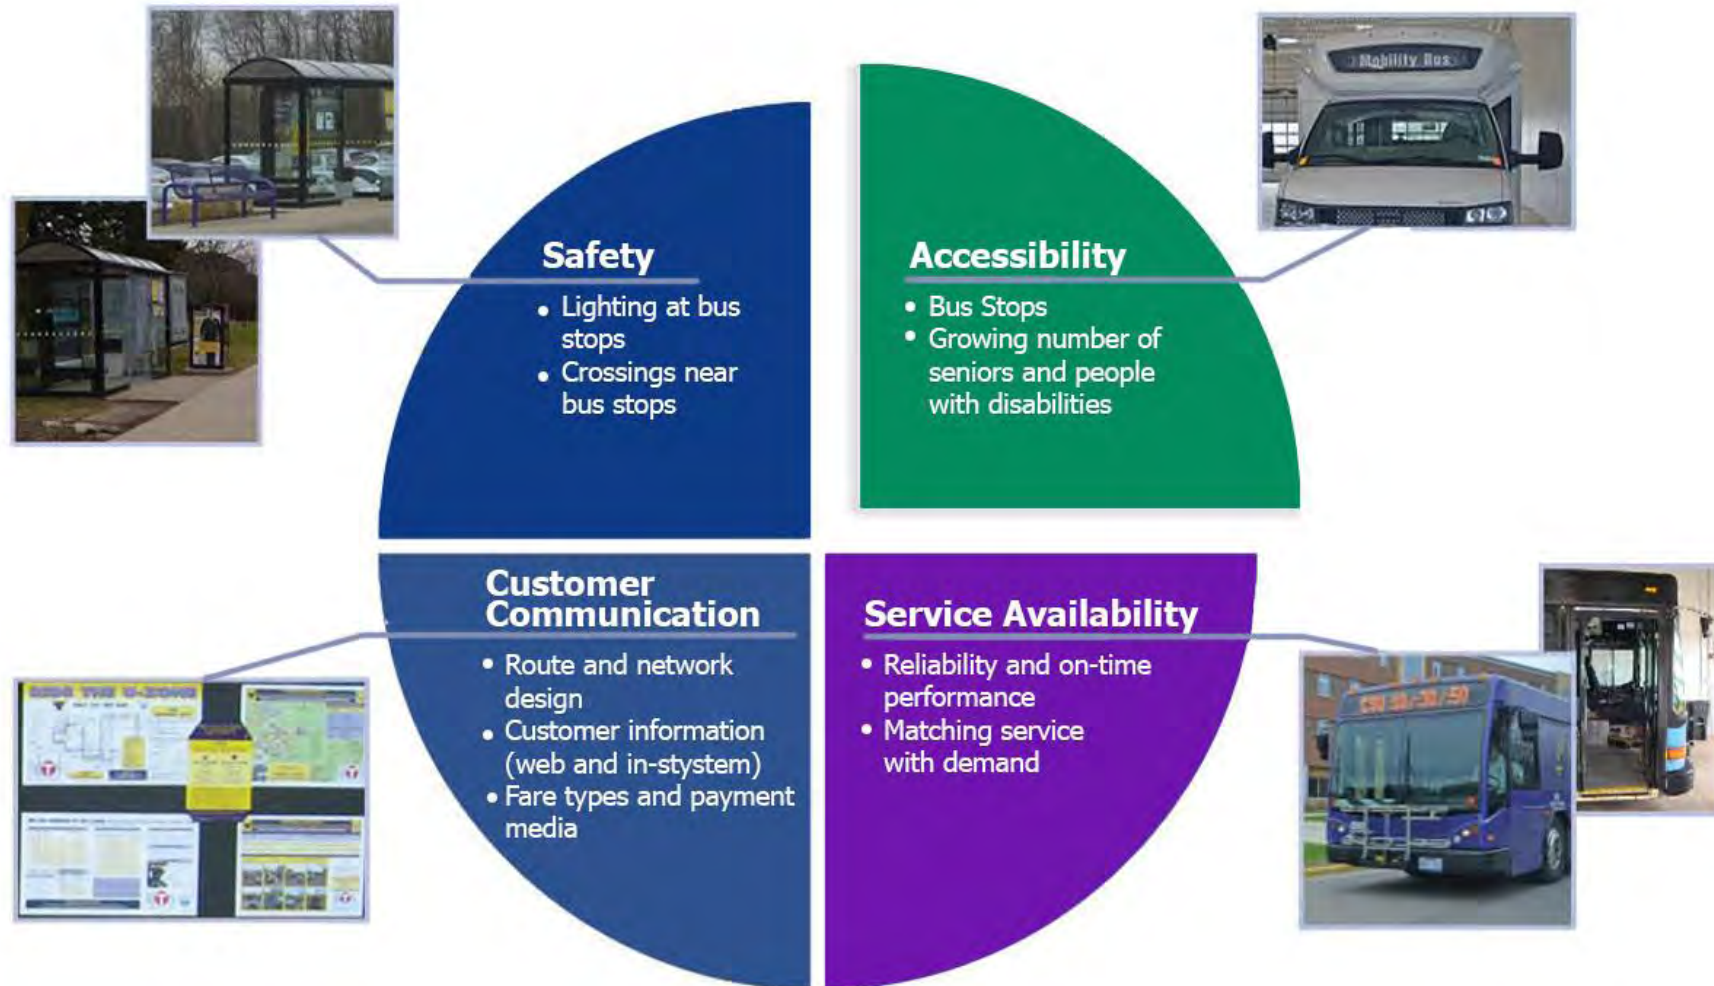 Mobility Bus
Safety
• Lighting at bus
stops
• Crossings near
bus stops
Accessibility
• Bus Stops
• Growing number of
seniors and people
with disabilities
Customer
Communication
• Route and network
design
• Customer information
(web and in-stystem)
• Fare types and payment
media
Service Availability
• Reliability and on-time
performance
• Matching service
with demand
RIDE THE